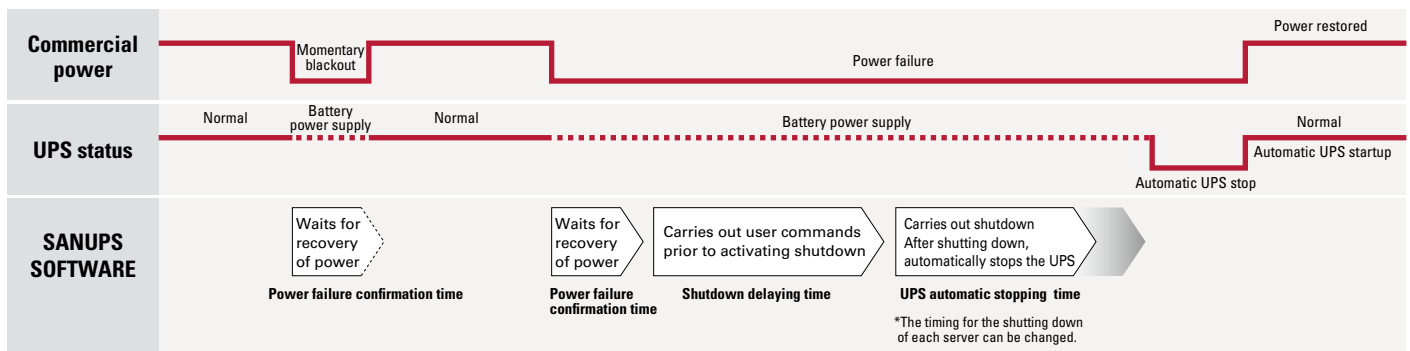 Commercial
power
Momentary
blackout
Power failure
Power restored
UPS status
Normal
Battery
power supply
Normal
Battery power supply
Automatic UPS stop
Normal
Automatic UPS startup
SANUPS
SOFTWARE
Waits for
recovery
of power
Power failure confirmation time
Waits for
recovery
of power
Power failure
confirmation time
Carries out user commands
prior to activating shutdown
Shutdown delaying time
Carries out shutdown
After shutting down,
automatically stops the UPS
UPS automatic stopping time
*The timing for the shutting down
of each server can be changed.